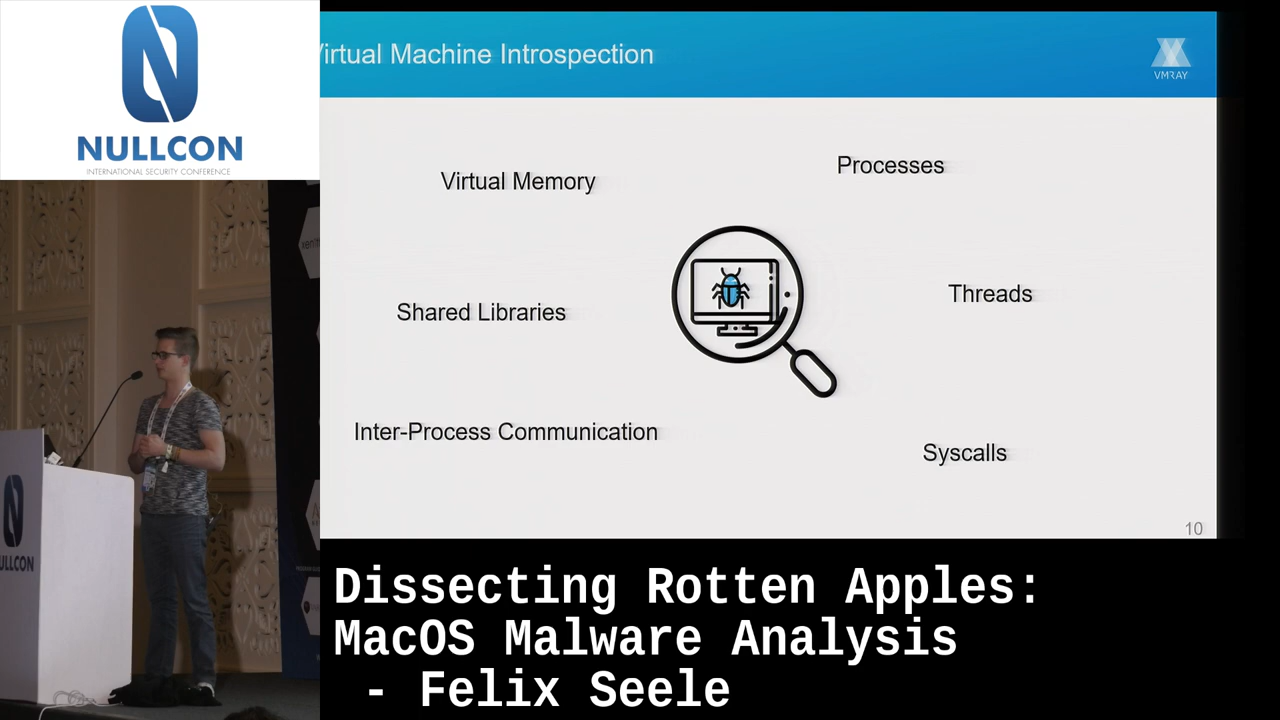 NULLCON
INTERNATIONAL SECURITY CONFERENCE
Virtual Machine Introspection
VMRAY
Virtual Memory
Processes
Shared Libraries
Threads
Inter-Process Communication
Syscalls
10
NULLCON
Dissecting Rotten Apples:
MacOS Malware Analysis
- Felix Seele